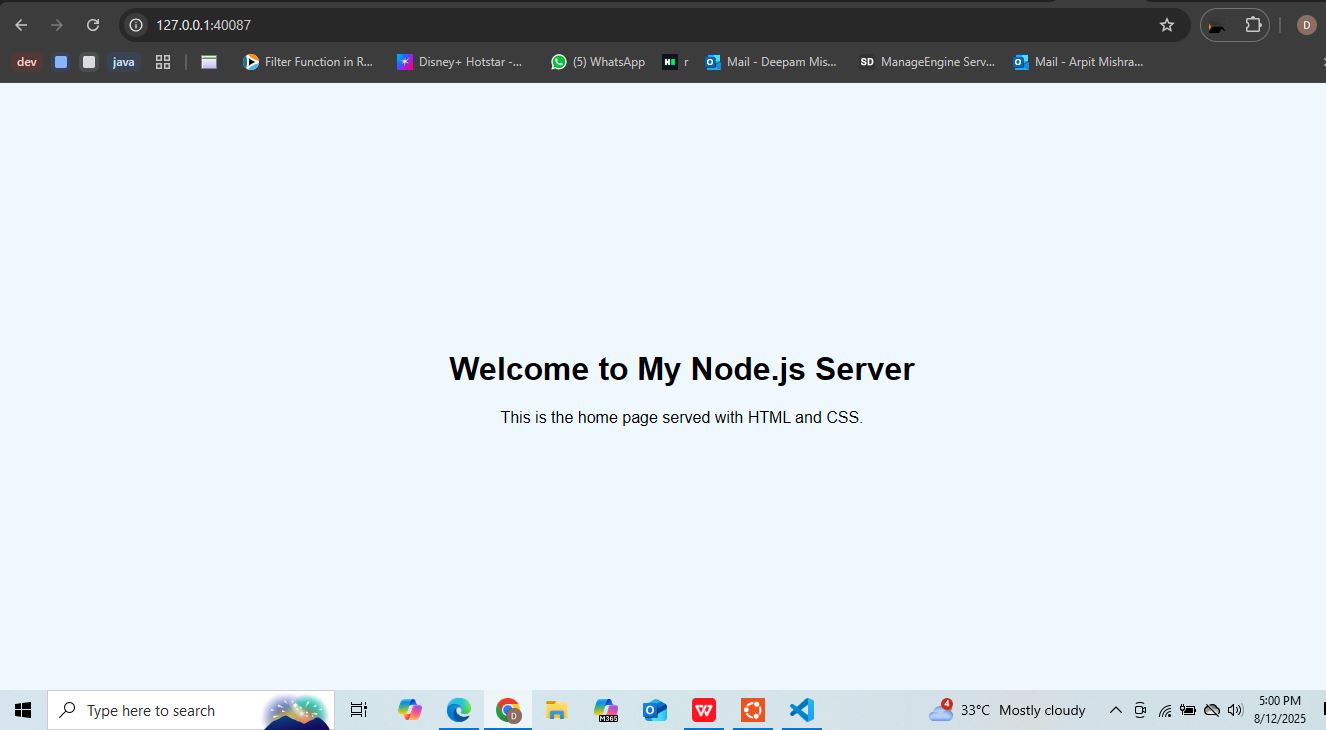 127.0.0.1:40087
D
dev
java
Filter Function in R...
Disney+ Hotstar -...
(5) WhatsApp
H
r
Mail - Deepam Mis...
SD ManageEngine Serv...
Mail - Arpit Mishra...
Welcome to My Node.js Server
This is the home page served with HTML and CSS.
Type here to search
D
M365
W
4
33°C Mostly cloudy
5:00 PM
8/12/2025